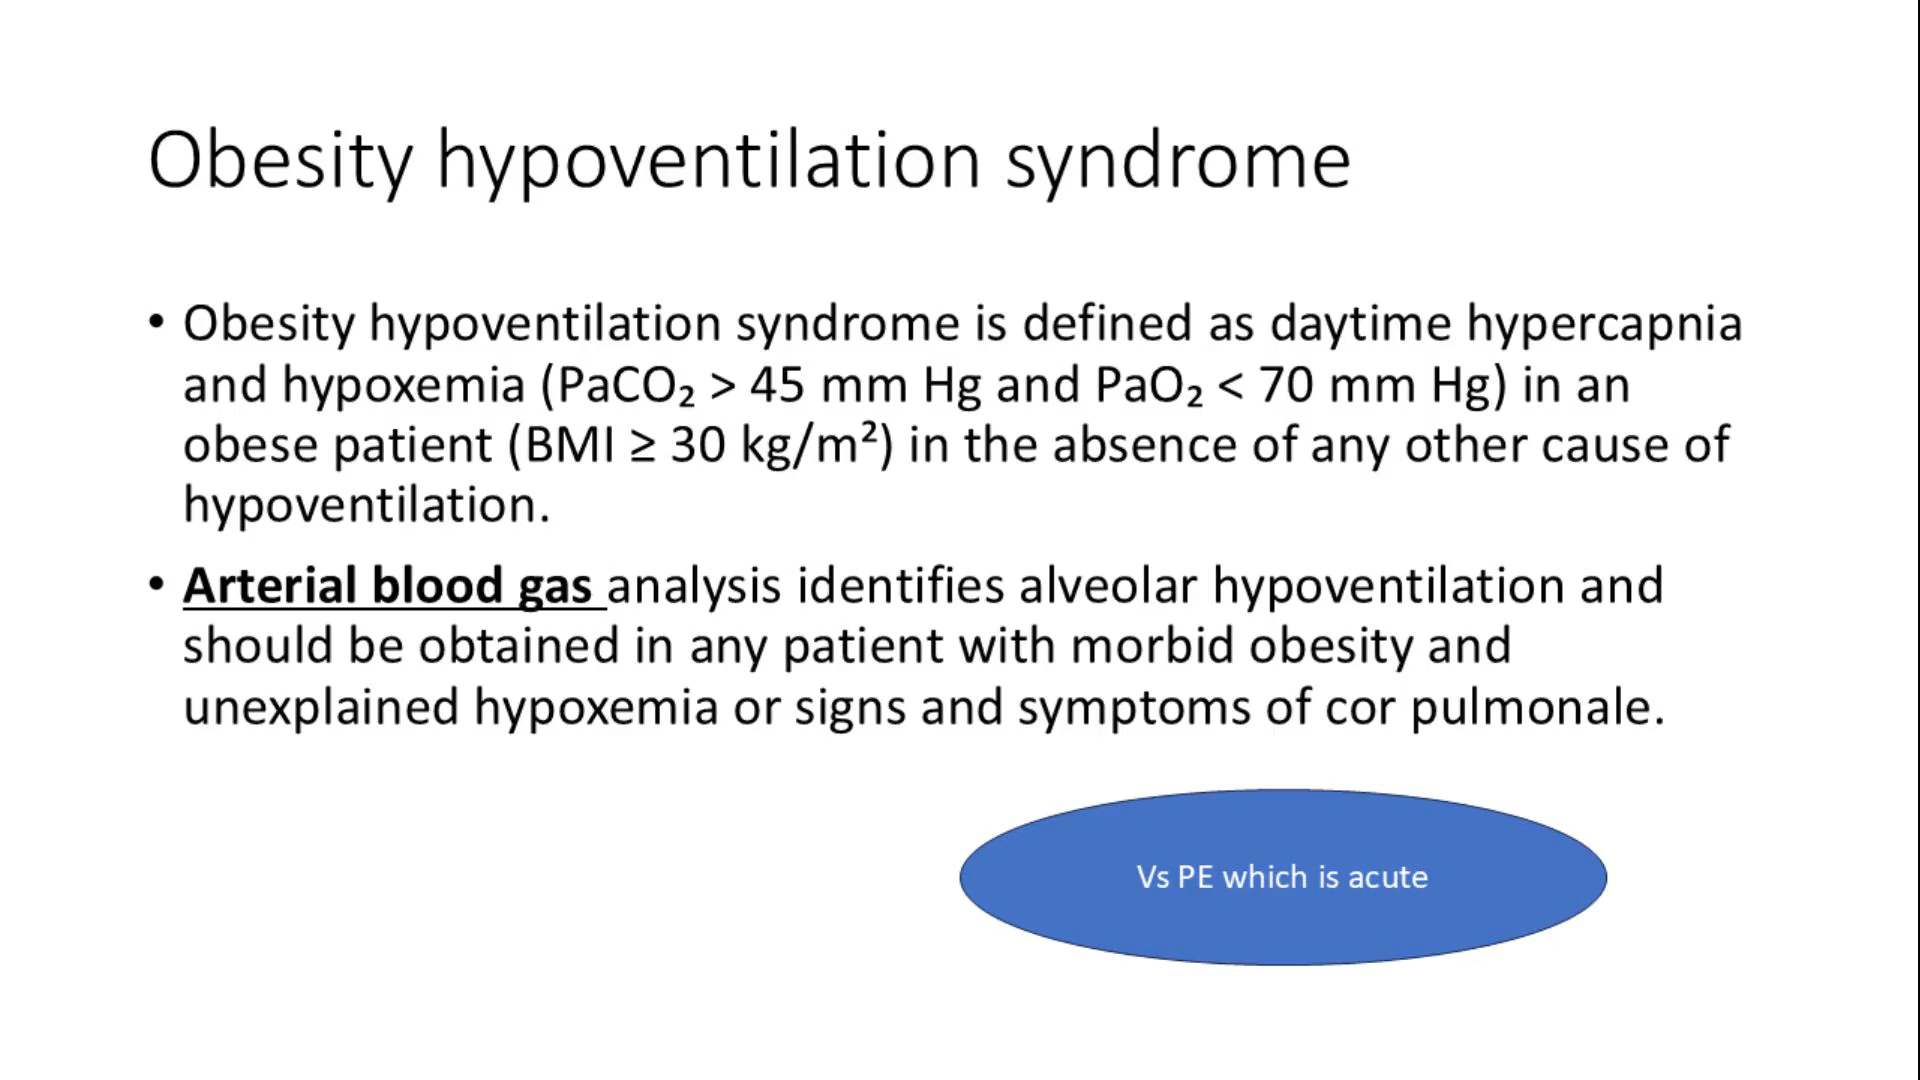 Obesity hypoventilation syndrome
• Obesity hypoventilation syndrome is defined as daytime hypercapnia
and hypoxemia (PaCO₂ > 45 mm Hg and PaO₂ < 70 mm Hg) in an
obese patient (BMI ≥ 30 kg/m²) in the absence of any other cause of
hypoventilation.
• Arterial blood gas analysis identifies alveolar hypoventilation and
should be obtained in any patient with morbid obesity and
unexplained hypoxemia or signs and symptoms of cor pulmonale.
Vs PE which is acute